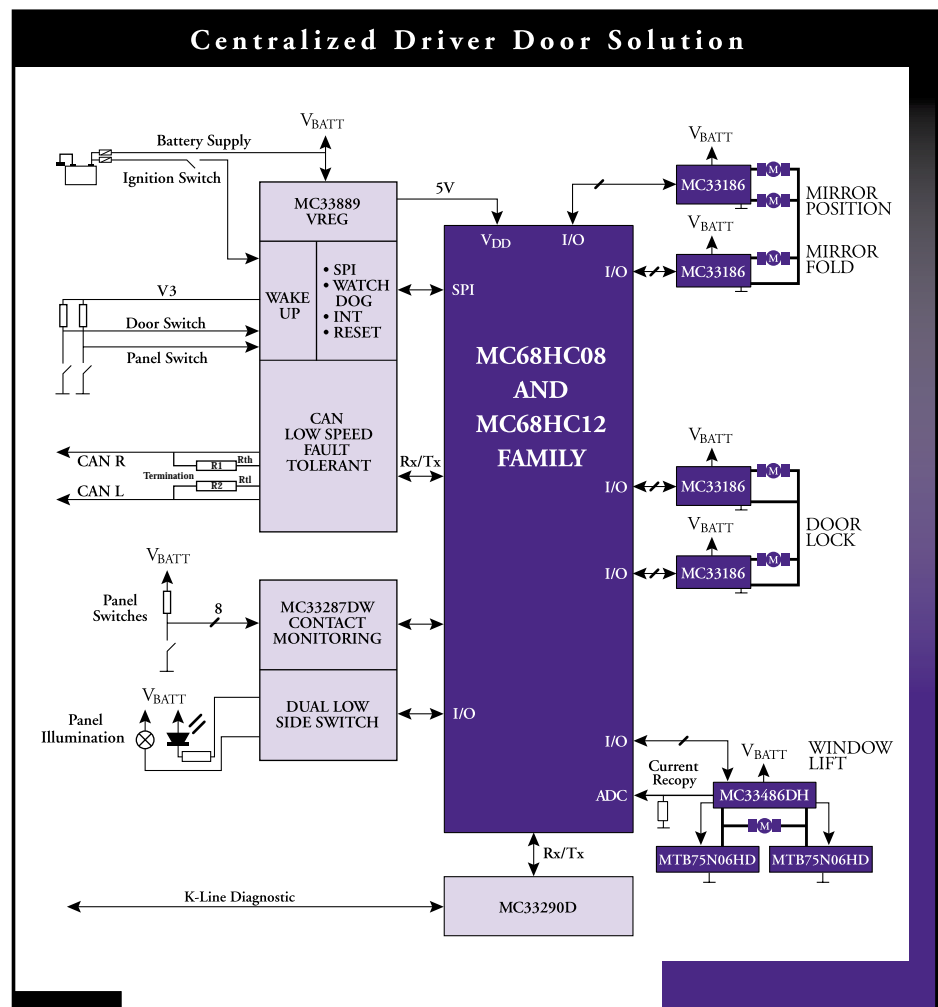 Centralized Driver Door Solution
VBATT
Battery Supply
Ignition Switch
MC33889
VREG
5V
VDD
I/O
VBATT
MC33186
M
M
MIRROR
POSITION
VBATT
I/O
MC33186
M
MIRROR
FOLD
WAKE
UP
• SPI
• WATCH
DOG
• INT
• RESET
SPI
V3
Door Switch
Panel Switch
MC68HC08
AND
MC68HC12
FAMILY
CAN
LOW SPEED
FAULT
TOLERANT
Rx/Tx
CAN R
R1
Rth
Termination
R2
Rtl
CAN L
VBATT
I/O
MC33186
M
VBATT
I/O
MC33186
M
DOOR
LOCK
VBATT
Panel
Switches
8
MC33287DW
CONTACT
MONITORING
VBATT
Panel
Illumination
DUAL LOW
SIDE SWITCH
I/O
I/O
VBATT
WINDOW
LIFT
Current
Recopy
ADC
MC33486DH
M
MTB75N06HD
MTB75N06HD
Rx/Tx
K-Line Diagnostic
MC33290D